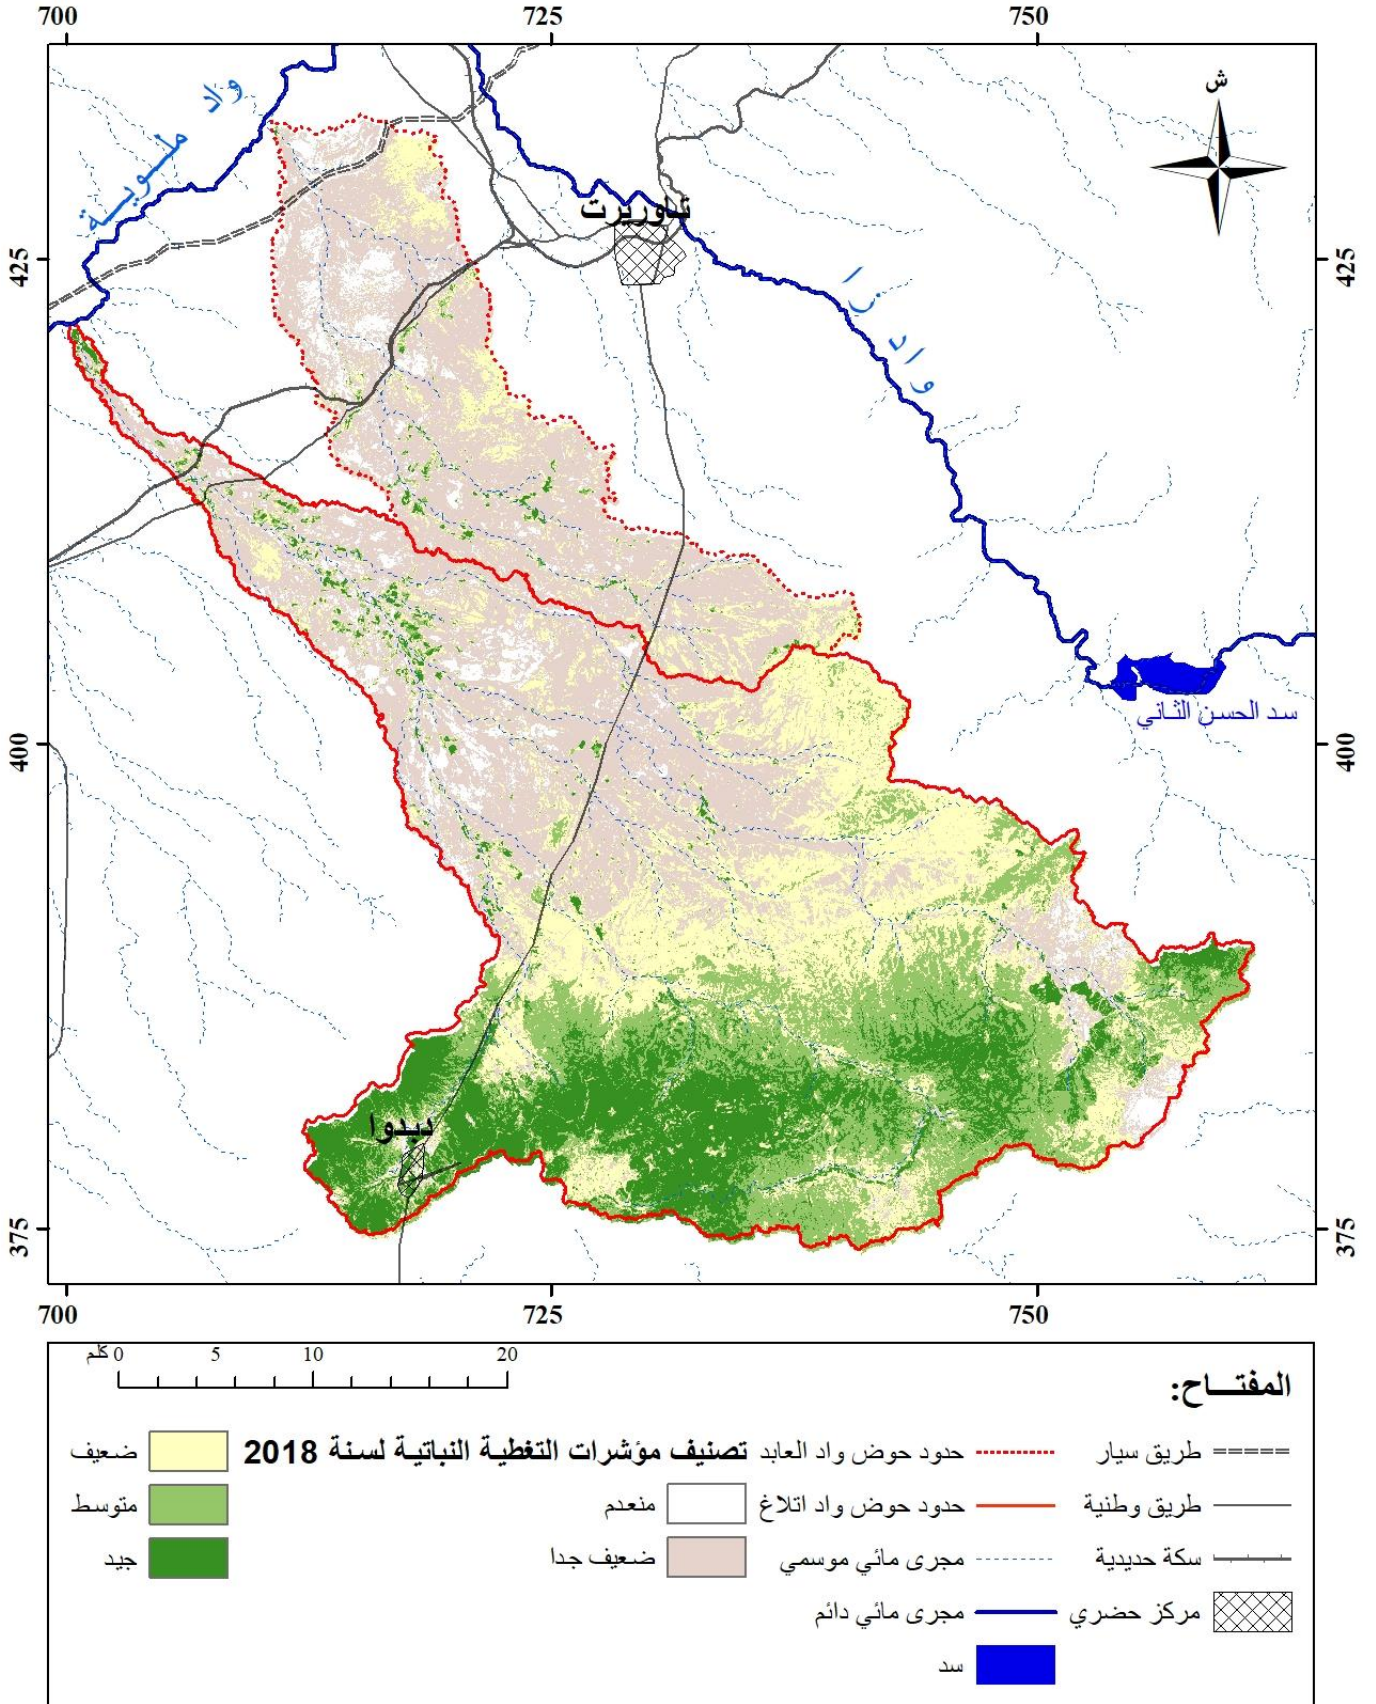 700 725 750
ش
واد ملـويـة
تاوريرت
425 425
واد زا
سد الحسن الثاني
400 400
دبدوا
375 375
700 725 750
0 5 10 20 كلم
المفتـــاح:
طريق سيار
طريق وطنية
سكة حديدية
مركز حضري
حدود حوض واد العابد
حدود حوض واد اتلاغ
مجرى مائي موسمي
مجرى مائي دائم
سد
تصنيف مؤشرات التغطية النباتية لسنة 2018
منعدم
ضعيف جدا
ضعيف
متوسط
جيد